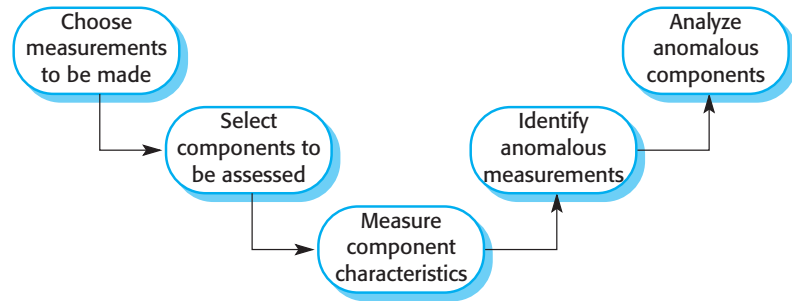 Choose
measurements
to be made
Select
components to
be assessed
Measure
component
characteristics
Identify
anomalous
measurements
Analyze
anomalous
components